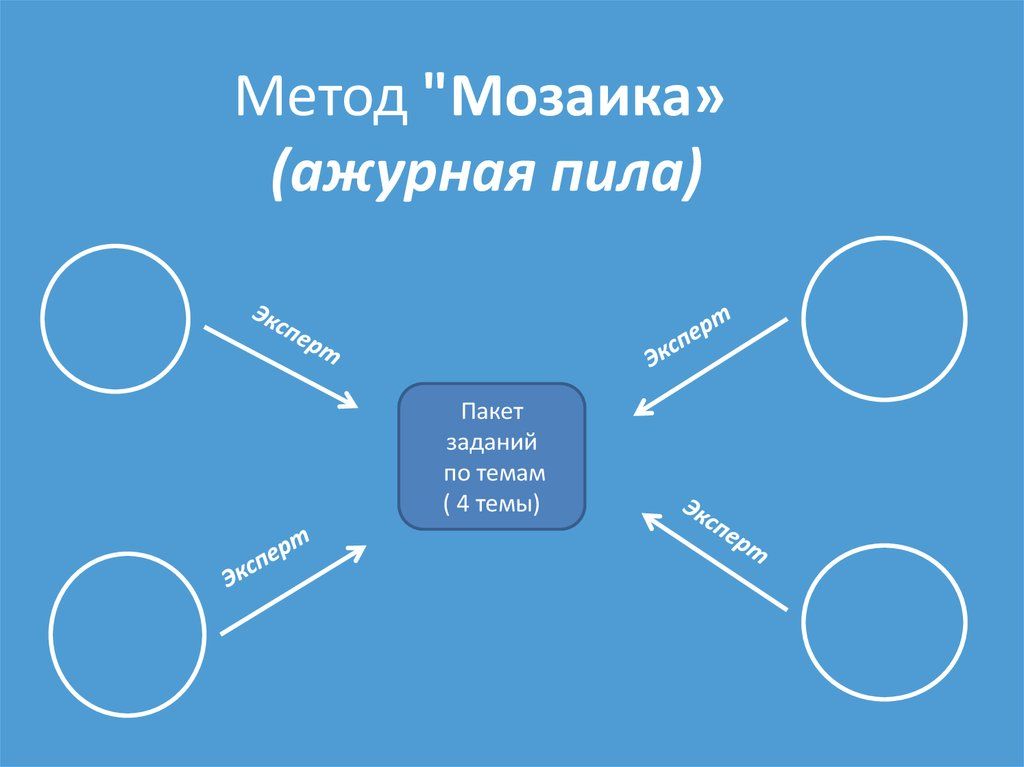 Метод "Мозаика»
(ажурная пила)
Эксперт
Эксперт
Пакет
заданий
по темам
( 4 темы)
Эксперт
Эксперт